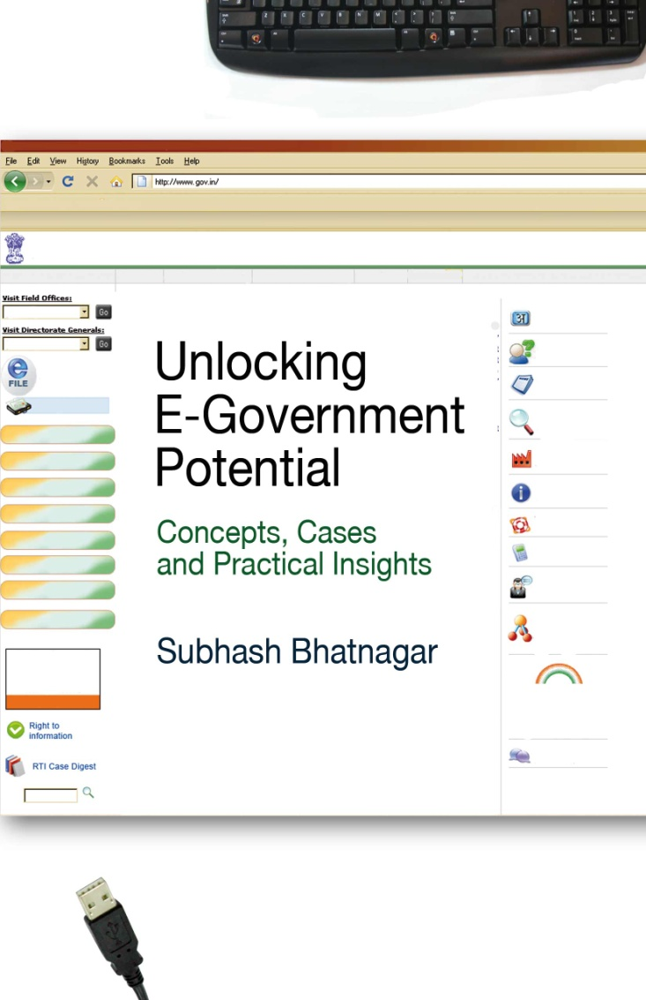 File Edit View History Bookmarks Tools Help
http://www.gov.in/
Visit Field Offices:
Go
Visit Directorate Generals:
Go
e
FILE
Unlocking
E-Government
Potential
Concepts, Cases
and Practical Insights
Subhash Bhatnagar
Right to
information
RTI Case Digest
अ
?
i